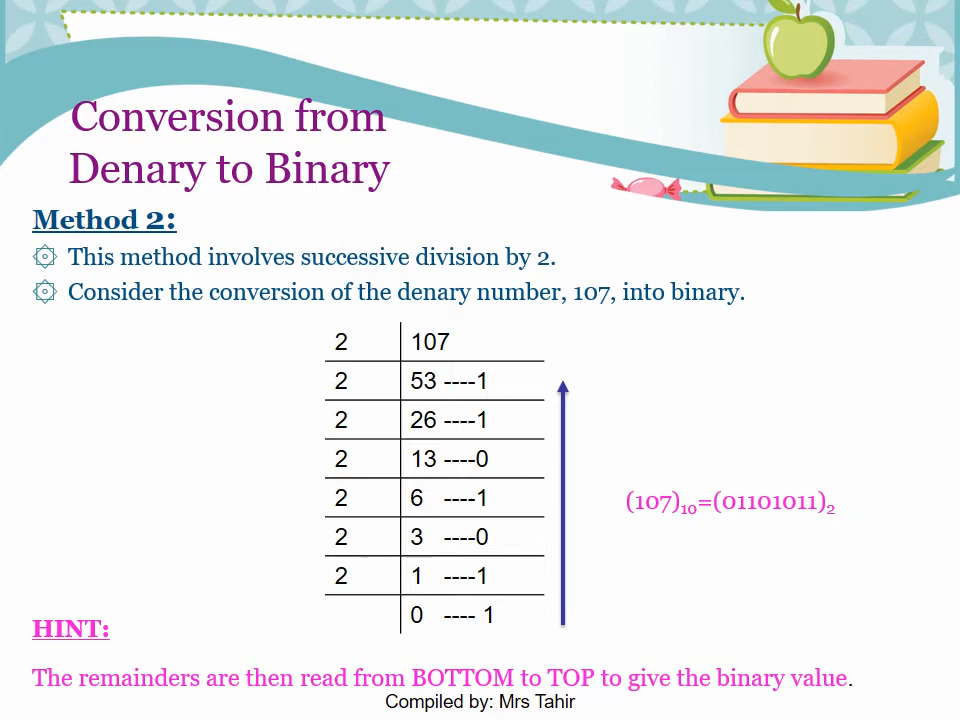 Conversion from
Denary to Binary
Method 2:
This method involves successive division by 2.
Consider the conversion of the denary number, 107, into binary.
2 107
2 53 ----1
2 26 ----1
2 13 ----0
2 6 ----1
2 3 ----0
2 1 ----1
0 ---- 1
(107)₁₀=(01101011)₂
HINT:
The remainders are then read from BOTTOM to TOP to give the binary value.
Compiled by: Mrs Tahir